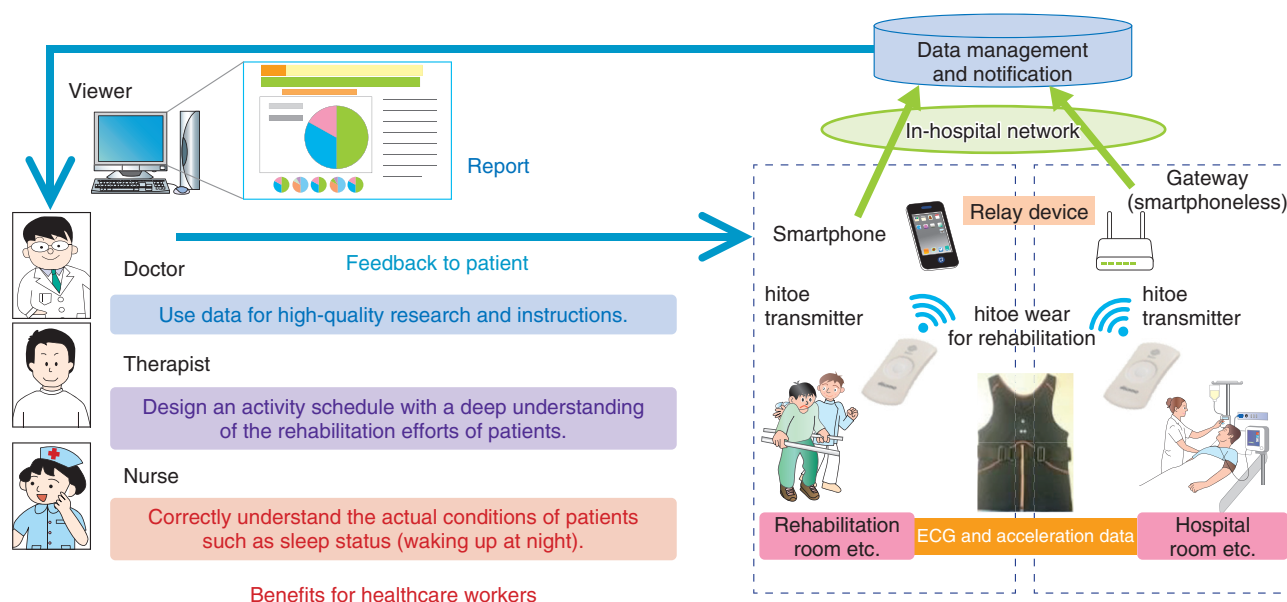 Data management
and notification
In-hospital network
Viewer
Report
Feedback to patient
Doctor
Use data for high-quality research and instructions.
Therapist
Design an activity schedule with a deep understanding
of the rehabilitation efforts of patients.
Nurse
Correctly understand the actual conditions of patients
such as sleep status (waking up at night).
Benefits for healthcare workers
Smartphone
Relay device
Gateway
(smartphoneless)
hitoe
transmitter
hitoe wear
for rehabilitation
hitoe
transmitter
Rehabilitation
room etc.
ECG and acceleration data
Hospital
room etc.